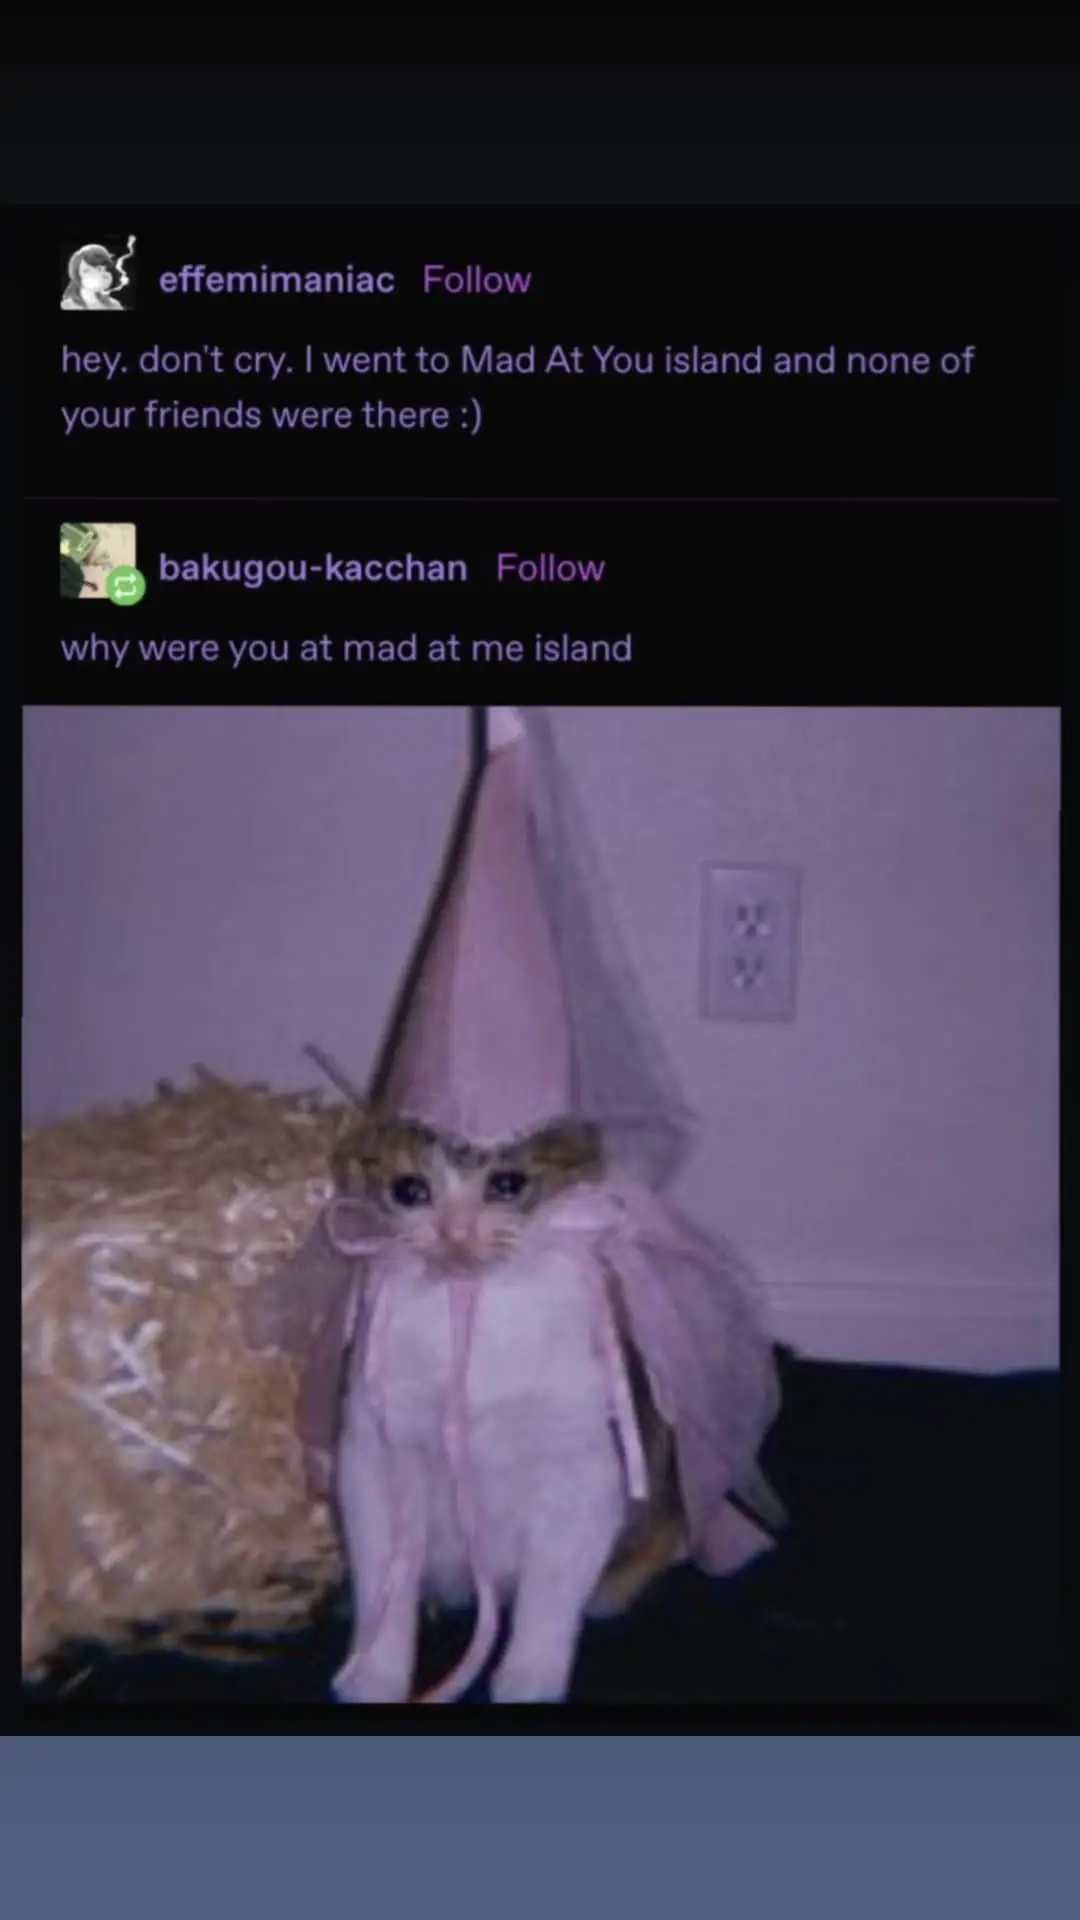 effemimaniac Follow
hey. don't cry. I went to Mad At You island and none of
your friends were there :)
bakugou-kacchan Follow
why were you at mad at me island